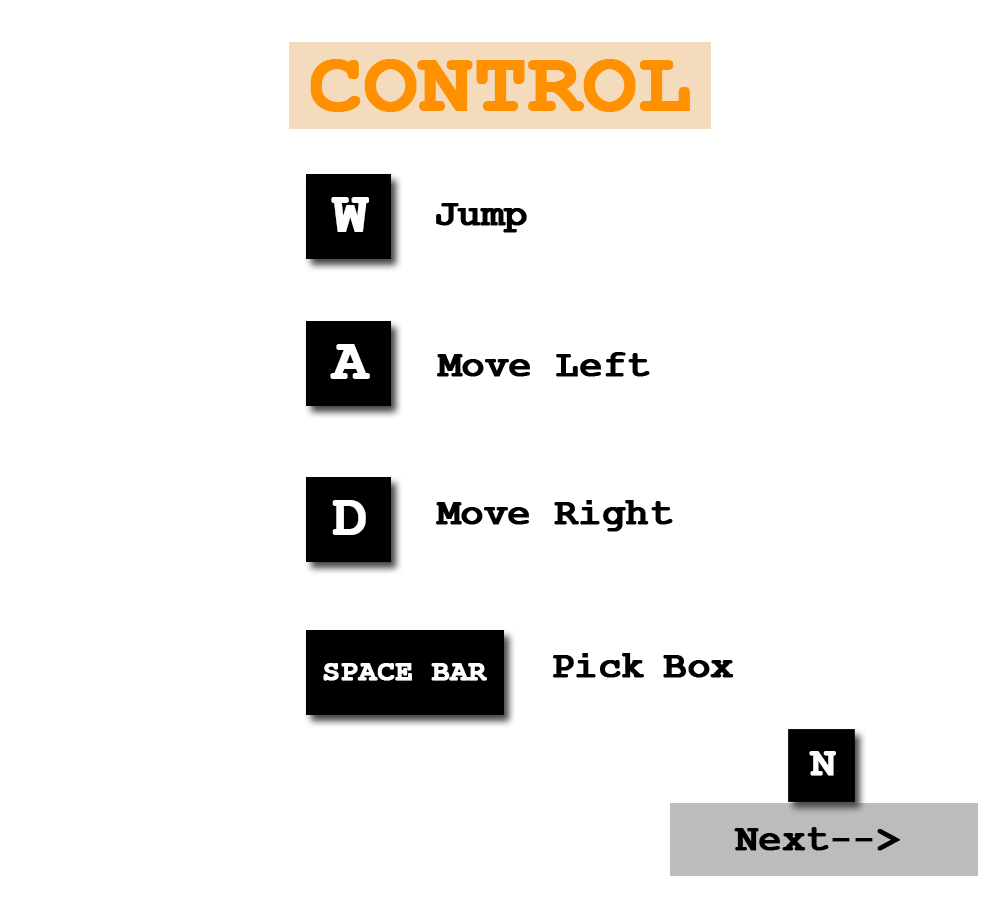 CONTROL
W Jump
A Move Left
D Move Right
SPACE BAR Pick Box
N
Next-->